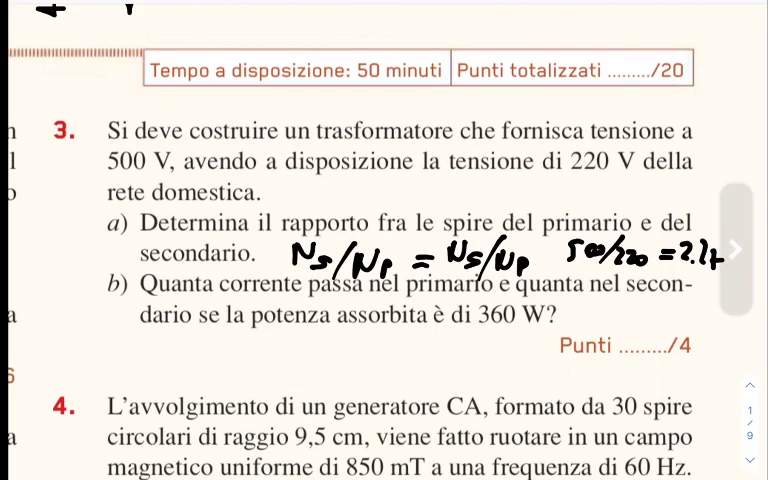 Tempo a disposizione: 50 minuti Punti totalizzati ........./20
3. Si deve costruire un trasformatore che fornisca tensione a
500 V, avendo a disposizione la tensione di 220 V della
rete domestica.
a) Determina il rapporto fra le spire del primario e del
secondario. Ns/Np = Ns/Np 500/220 = 2.27
b) Quanta corrente passa nel primario e quanta nel secon-
dario se la potenza assorbita è di 360 W?
Punti ........./4
4. L’avvolgimento di un generatore CA, formato da 30 spire
circolari di raggio 9,5 cm, viene fatto ruotare in un campo
magnetico uniforme di 850 mT a una frequenza di 60 Hz.
1
/
9